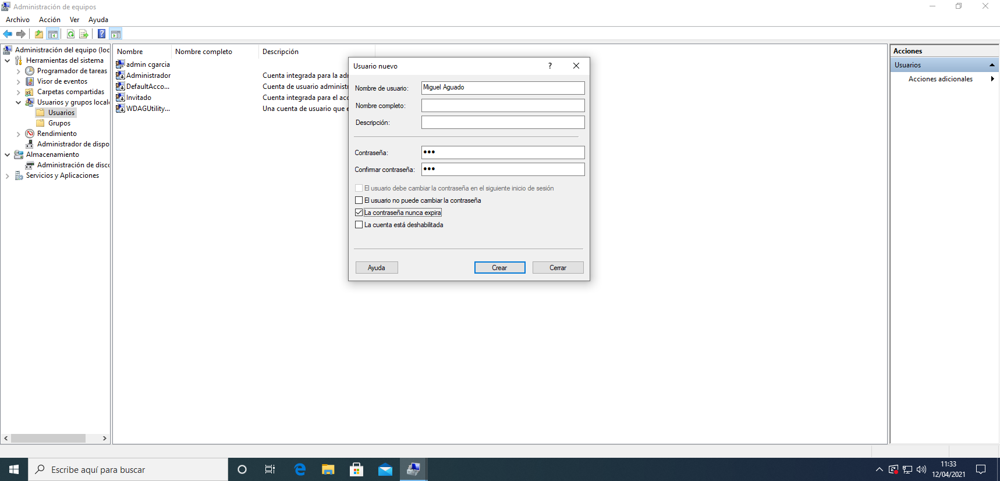 Administración de equipos
Archivo Acción Ver Ayuda
Administración del equipo (loc
Herramientas del sistema
Programador de tareas
Visor de eventos
Carpetas compartidas
Usuarios y grupos local
Usuarios
Grupos
Rendimiento
Administrador de dispo
Almacenamiento
Administración de disc
Servicios y Aplicaciones
Nombre Nombre completo Descripción
admin cgarcia
Administrador Cuenta integrada para la adm
DefaultAcco... Cuenta de usuario administr
Invitado Cuenta integrada para el acc
WDAGUtility... Una cuenta de usuario que e
Usuario nuevo ?
Nombre de usuario: Miguel Aguado
Nombre completo:
Descripción:
Contraseña: •••
Confirmar contraseña: •••
El usuario debe cambiar la contraseña en el siguiente inicio de sesión
El usuario no puede cambiar la contraseña
La contraseña nunca expira
La cuenta está deshabilitada
Ayuda Crear Cerrar
Acciones
Usuarios
Acciones adicionales
Escribe aquí para buscar
11:33
12/04/2021